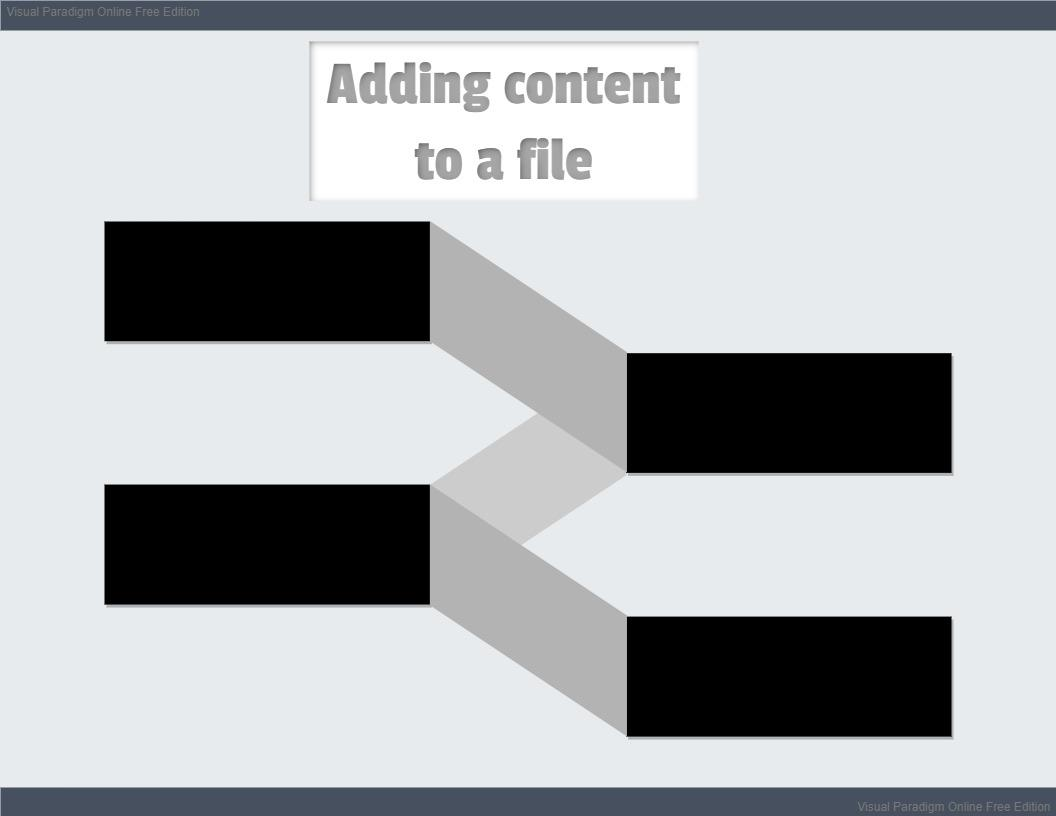 Visual Paradigm Online Free Edition
Adding content
to a file
Visual Paradigm Online Free Edition